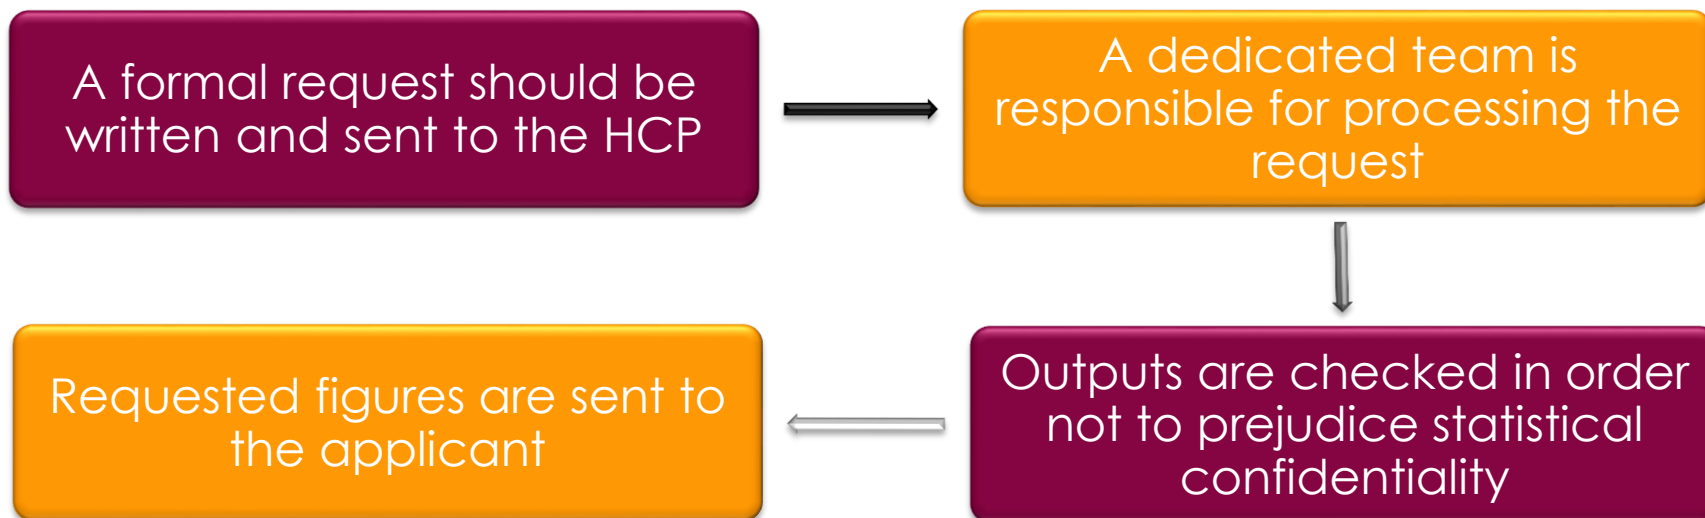 A formal request should be
written and sent to the HCP
A dedicated team is
responsible for processing the
request
Outputs are checked in order
not to prejudice statistical
confidentiality
Requested figures are sent to
the applicant